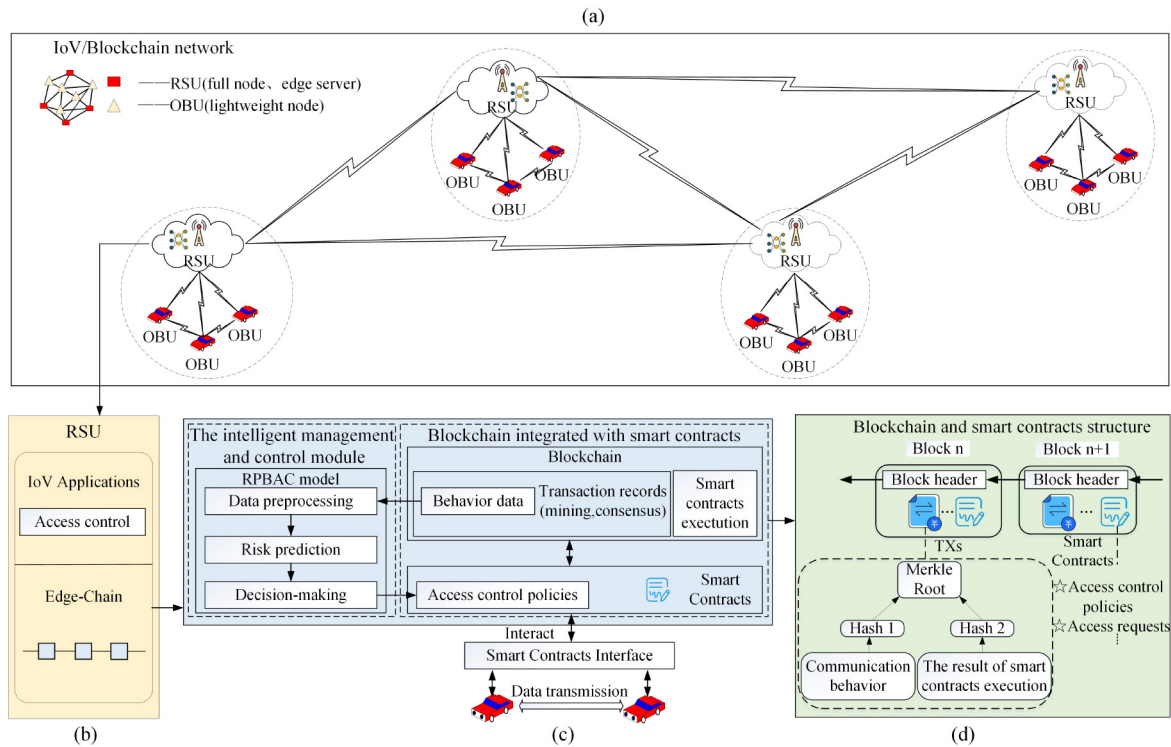 (a)
IoV/Blockchain network
——RSU(full node、edge server)
——OBU(lightweight node)
RSU
OBU
OBU
OBU
RSU
OBU
OBU
OBU
RSU
OBU
OBU
OBU
RSU
OBU
OBU
OBU
RSU
IoV Applications
Access control
Edge-Chain
(b)
The intelligent management
and control module
RPBAC model
Data preprocessing
Risk prediction
Decision-making
Blockchain integrated with smart contracts
Blockchain
Behavior data
Transaction records
(mining,consensus)
Smart
contracts
exectution
Access control policies
Smart
Contracts
Interact
Smart Contracts Interface
Data transmission
(c)
Blockchain and smart contracts structure
Block n
Block n+1
Block header
Block header
¥
...
¥
...
TXs
Smart
Contracts
Merkle
Root
☆Access control
policies
☆Access requests
Hash 1
Hash 2
Communication
behavior
The result of smart
contracts execution
(d)